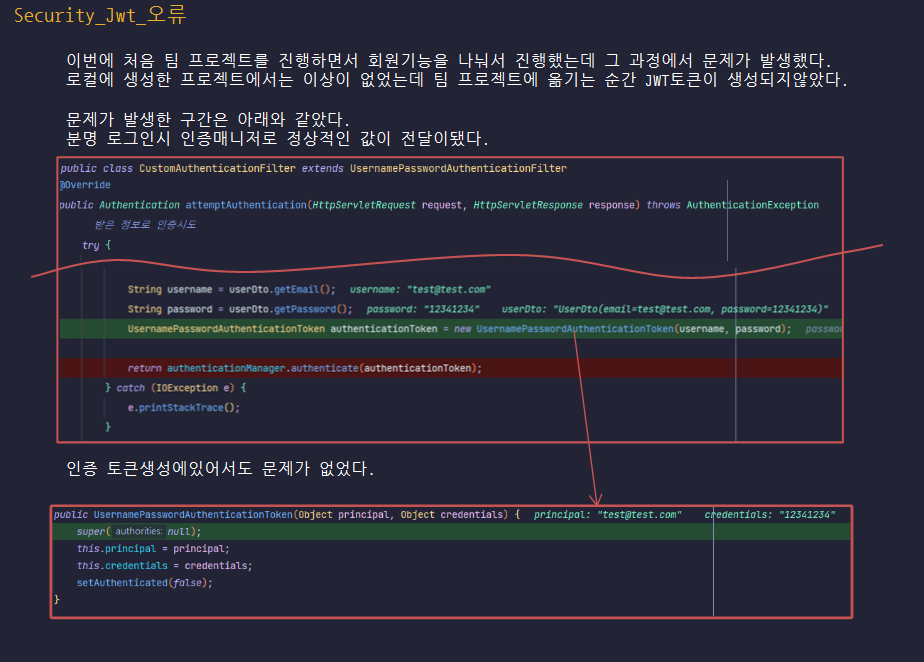 Security_Jwt_오류
이번에 처음 팀 프로젝트를 진행하면서 회원기능을 나눠서 진행했는데 그 과정에서 문제가 발생했다.
로컬에 생성한 프로젝트에서는 이상이 없었는데 팀 프로젝트에 옮기는 순간 JWT토큰이 생성되지않았다.
문제가 발생한 구간은 아래와 같았다.
분명 로그인시 인증매니저로 정상적인 값이 전달이됐다.
public class CustomAuthenticationFilter extends UsernamePasswordAuthenticationFilter
@Override
public Authentication attemptAuthentication(HttpServletRequest request, HttpServletResponse response) throws AuthenticationException
받은 정보로 인증시도
try {
String username = userDto.getEmail(); username: "test@test.com"
String password = userDto.getPassword(); password: "12341234" userDto: "UserDto(email=test@test.com, password=12341234)"
UsernamePasswordAuthenticationToken authenticationToken = new UsernamePasswordAuthenticationToken(username, password); passwo
return authenticationManager.authenticate(authenticationToken);
} catch (IOException e) {
e.printStackTrace();
}
인증 토큰생성에있어서도 문제가 없었다.
public UsernamePasswordAuthenticationToken(Object principal, Object credentials) { principal: "test@test.com" credentials: "12341234"
super( authorities: null);
this.principal = principal;
this.credentials = credentials;
setAuthenticated(false);
}